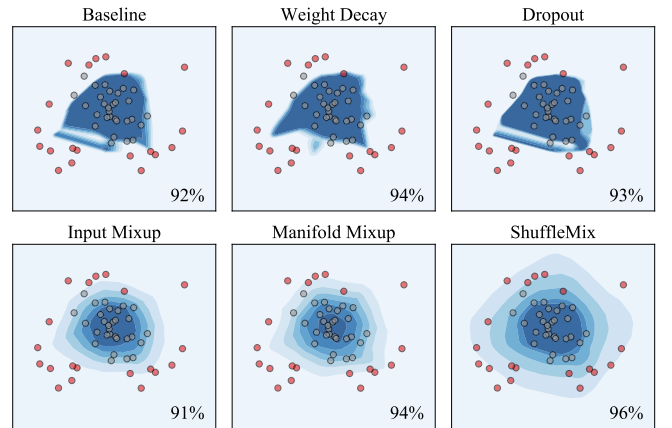 Baseline
Weight Decay
Dropout
92%
94%
93%
Input Mixup
Manifold Mixup
ShuffleMix
91%
94%
96%